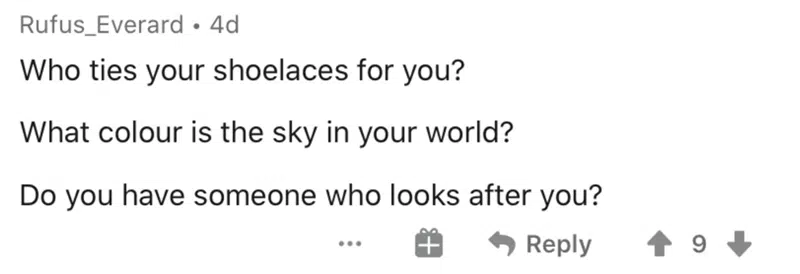 Rufus_Everard • 4d
Who ties your shoelaces for you?
What colour is the sky in your world?
Do you have someone who looks after you?
... Reply 9